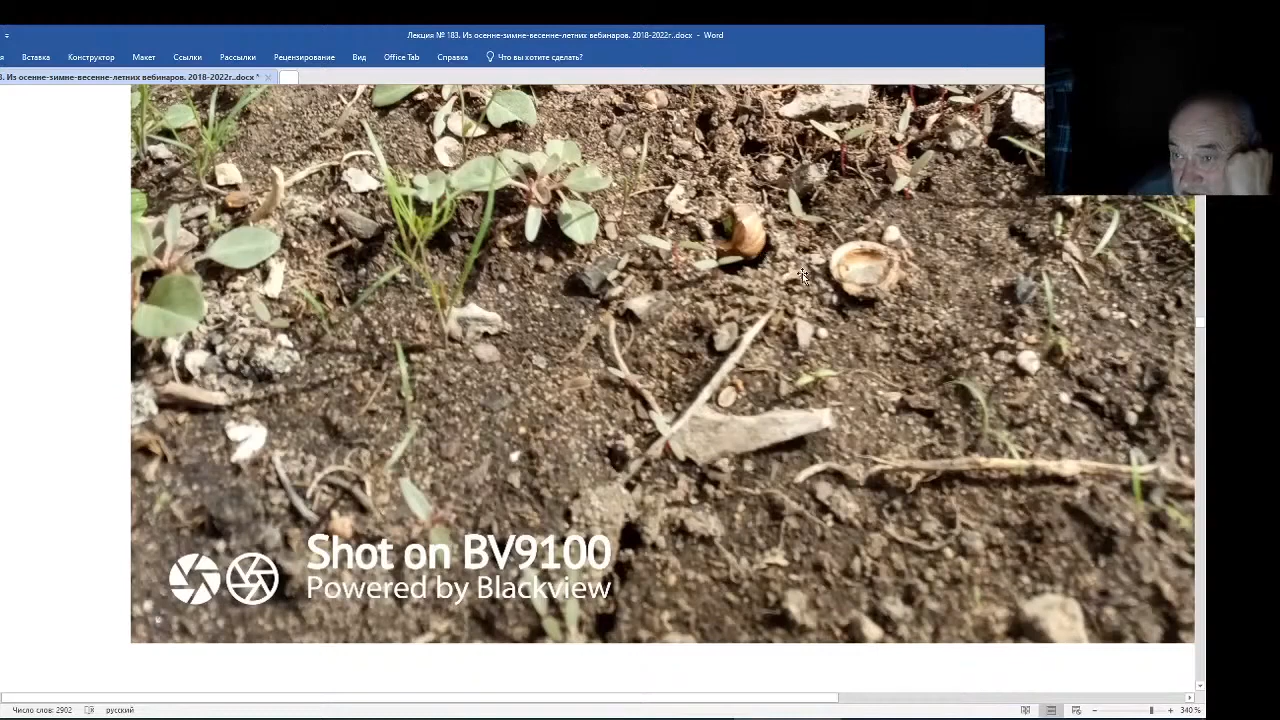 Лекция № 183. Из осенне-зимне-весенне-летних вебинаров. 2018-2022г..docx - Word
Вставка Конструктор Макет Ссылки Рассылки Рецензирование Вид Office Tab Справка Что вы хотите сделать?
3. Из осенне-зимне-весенне-летних вебинаров. 2018-2022г..docx *
Shot on BV9100
Powered by Blackview
Число слов: 2902 русский 340 %